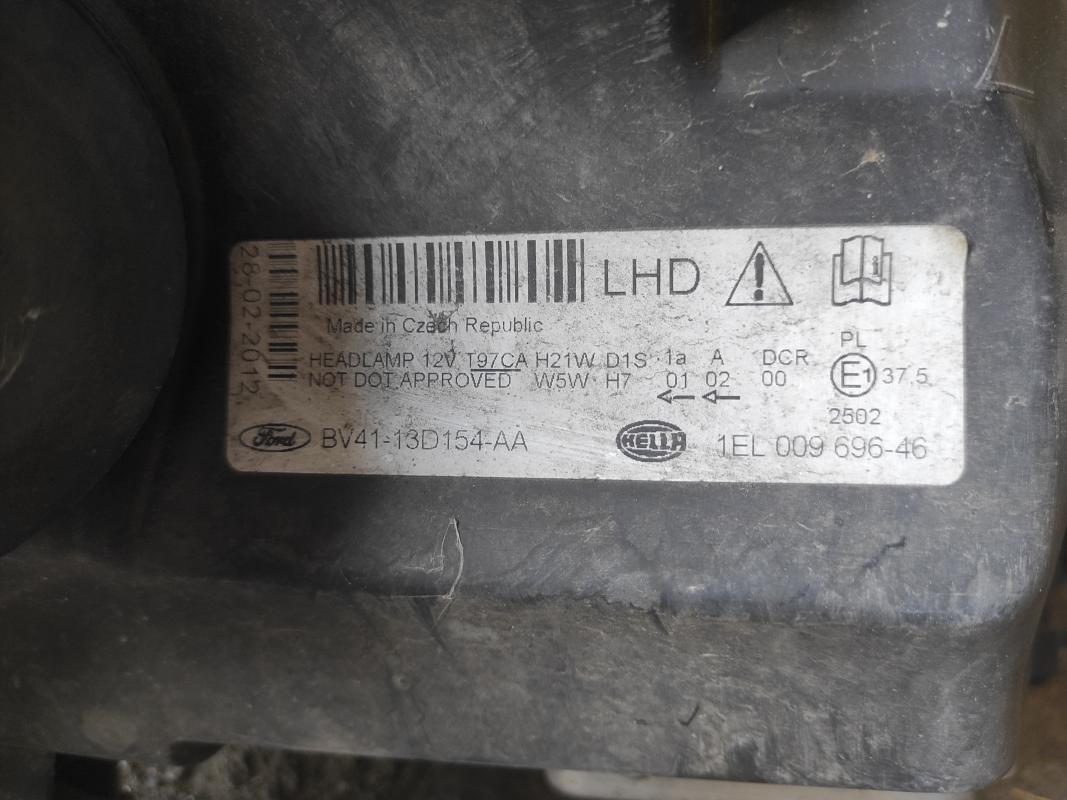 28-02-2012
LHD
Made in Czech Republic
PL
HEADLAMP 12V T97CA H21W D1S 1a A DCR
NOT DOT APPROVED W5W H7 01 02 00 E1 37.5
2502
Ford BV41-13D154-AA HELLA 1EL 009 696-46